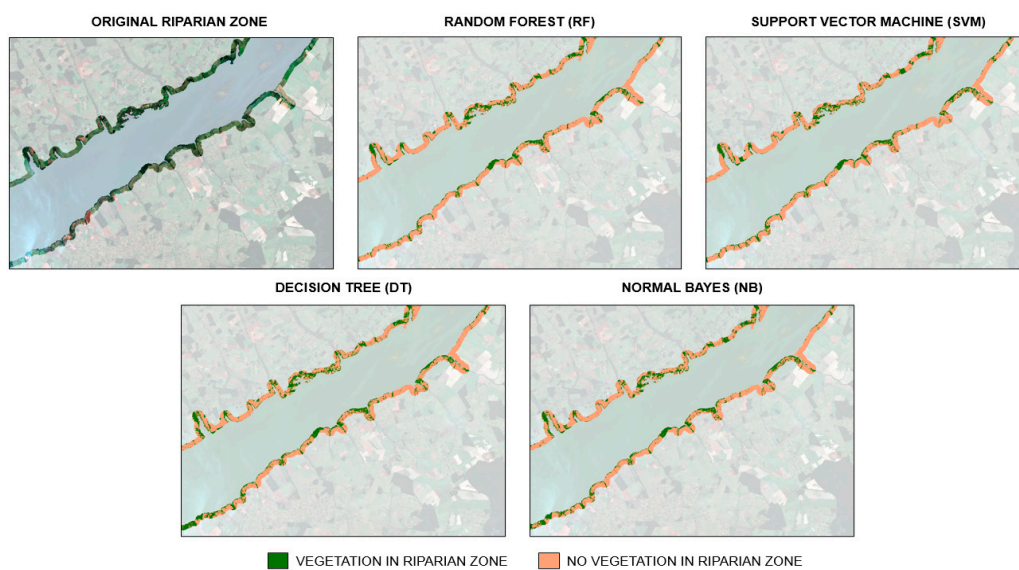 ORIGINAL RIPARIAN ZONE
RANDOM FOREST (RF)
SUPPORT VECTOR MACHINE (SVM)
DECISION TREE (DT)
NORMAL BAYES (NB)
VEGETATION IN RIPARIAN ZONE
NO VEGETATION IN RIPARIAN ZONE